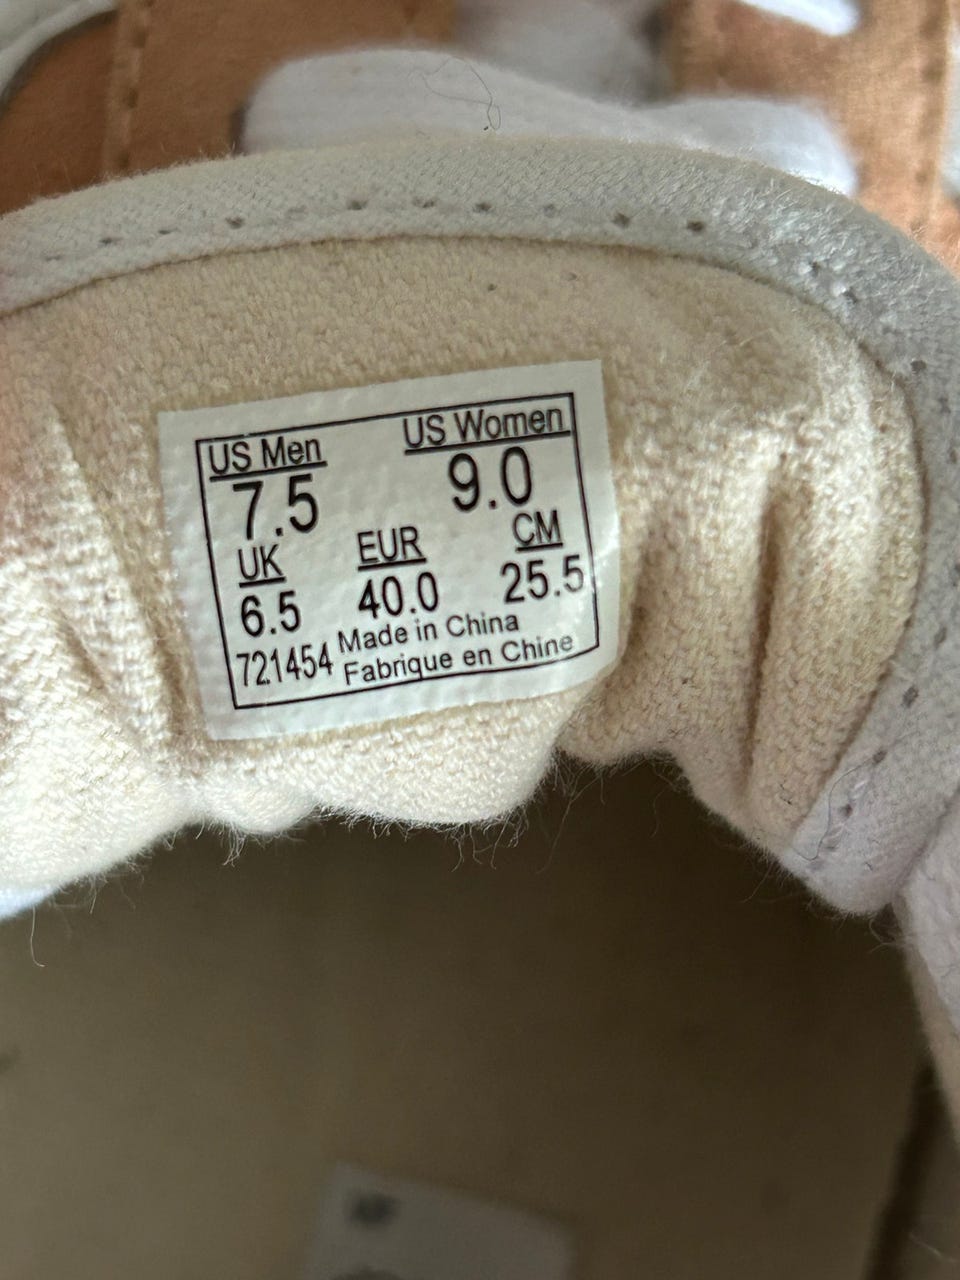 US Men US Women
7.5 9.0
UK EUR CM
6.5 40.0 25.5
721454 Made in China
Fabrique en Chine